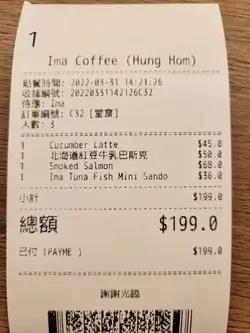 1
Ima Coffee (Hung Hom)
點餐時間: 2022-03-31 14:21:26
收據編號: 20220331142126C32
侍應: Ima
訂單編號: C32 [堂食]
人數: 3
1 Cucumber Latte $45.0
1 北海道紅豆牛乳巴斯克 $50.0
1 Smoked Salmon $68.0
1 Ima Tuna Fish Mini Sando $36.0
小計 $199.0
總額 $199.0
已付 (PAYME ) $199.0
謝謝光臨